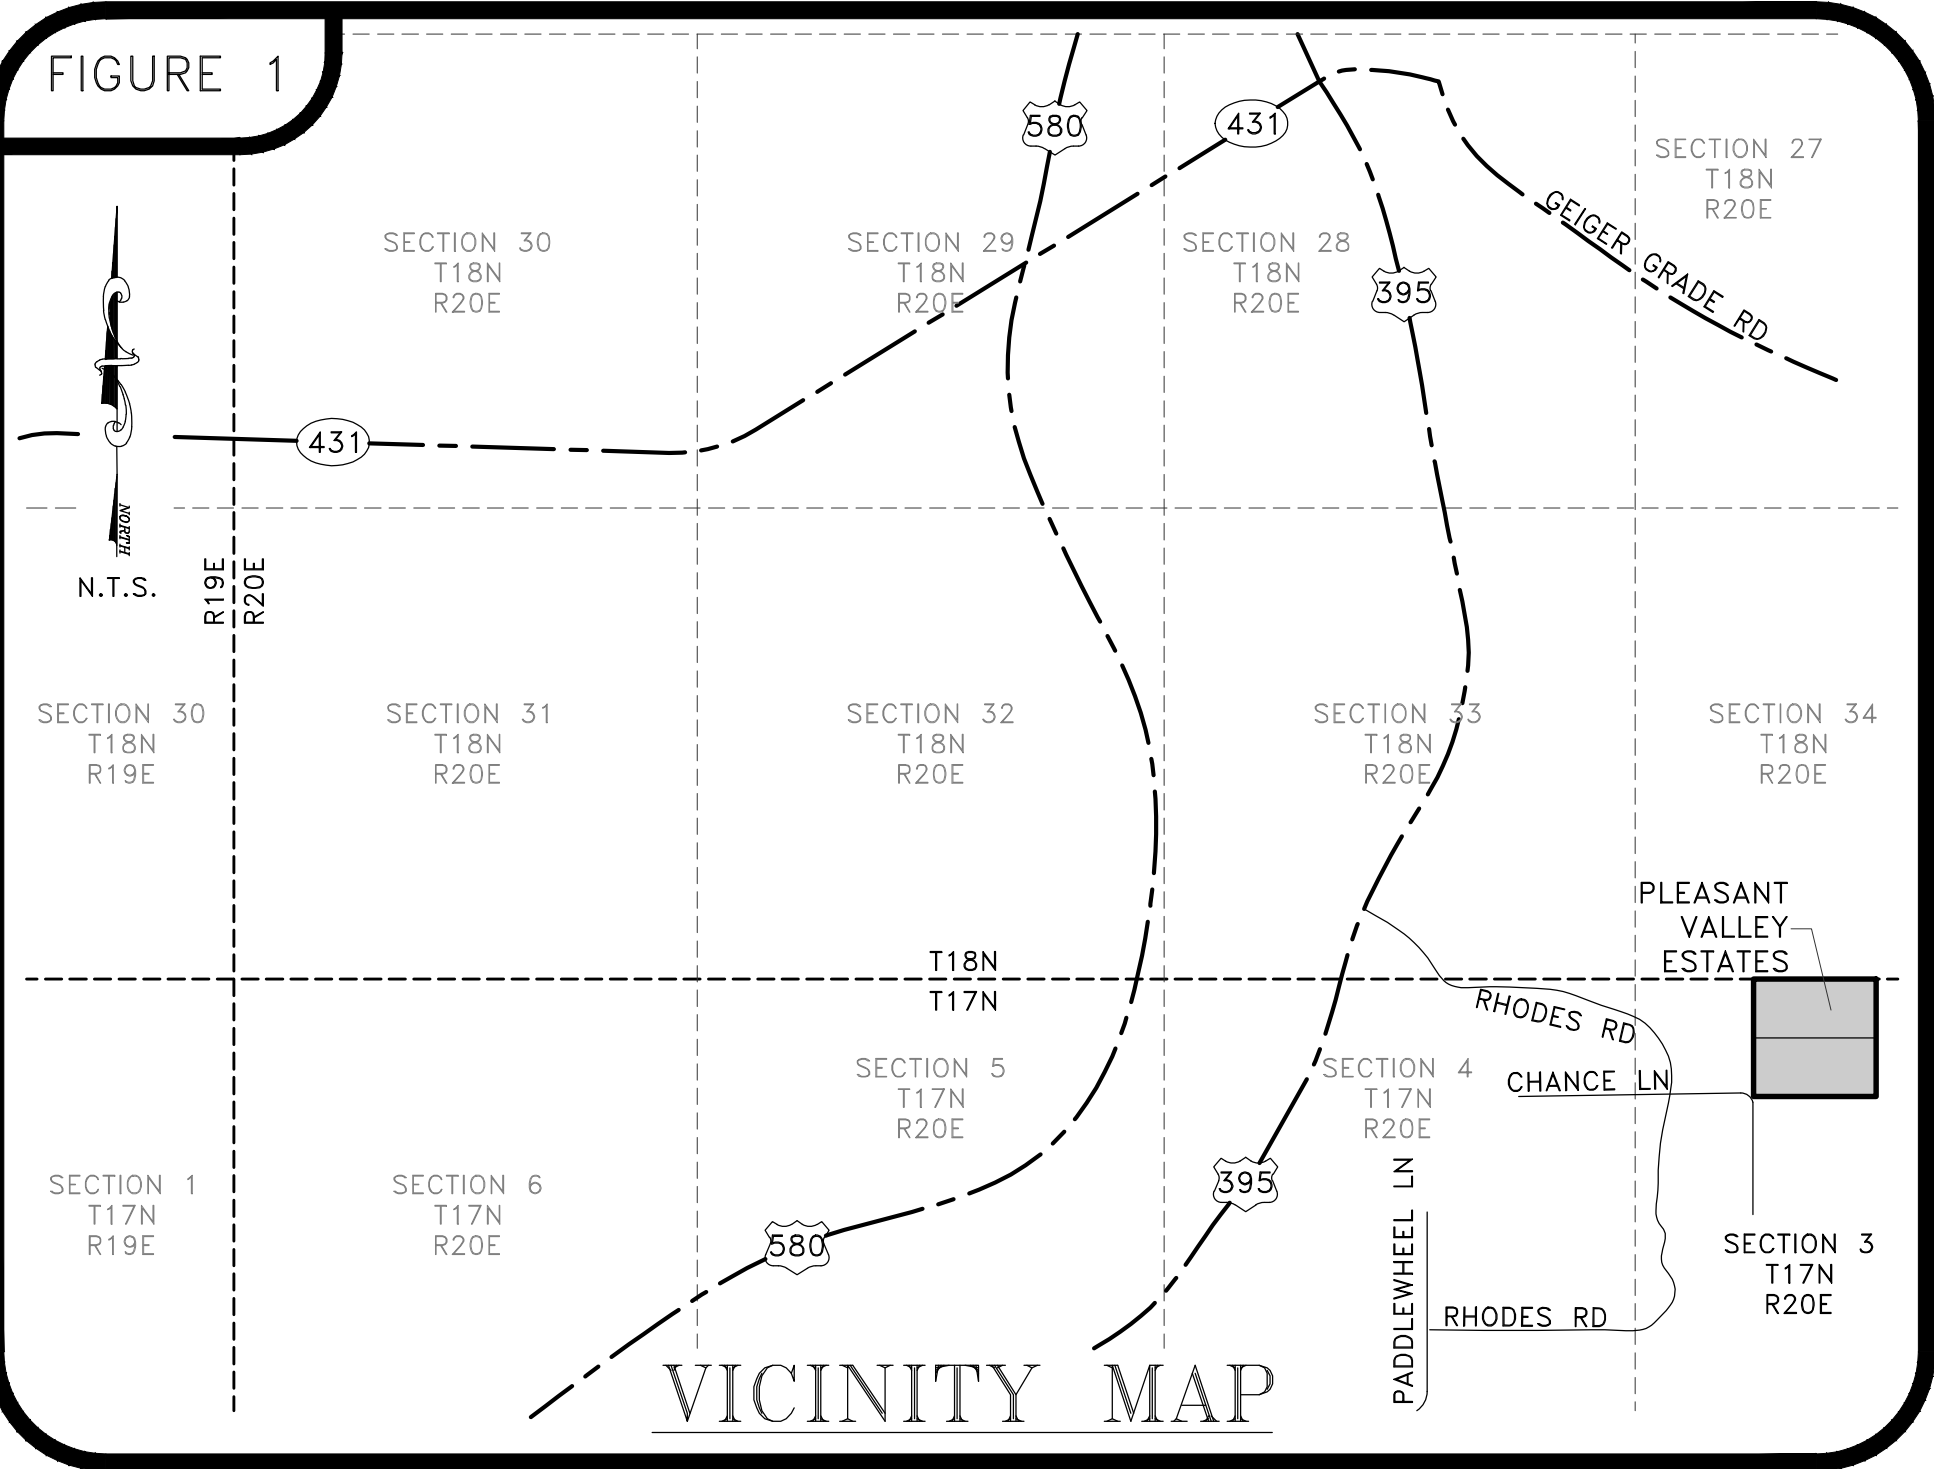 FIGURE 1
580
431
SECTION 27
T18N
R20E
GEIGER GRADE RD
SECTION 30
T18N
R20E
SECTION 29
T18N
R20E
SECTION 28
T18N
R20E
395
431
NORTH
N.T.S.
R19E
R20E
SECTION 30
T18N
R19E
SECTION 31
T18N
R20E
SECTION 32
T18N
R20E
SECTION 33
T18N
R20E
SECTION 34
T18N
R20E
PLEASANT
VALLEY
ESTATES
T18N
T17N
RHODES RD
SECTION 5
T17N
R20E
SECTION 4
T17N
R20E
CHANCE LN
SECTION 1
T17N
R19E
SECTION 6
T17N
R20E
580
395
PADDLEWHEEL LN
SECTION 3
T17N
R20E
RHODES RD
VICINITY MAP